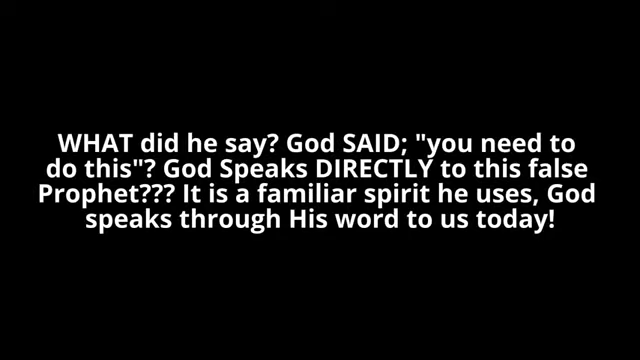 WHAT did he say? God SAID; "you need to
do this"? God Speaks DIRECTLY to this false
Prophet??? It is a familiar spirit he uses, God
speaks through His word to us today!